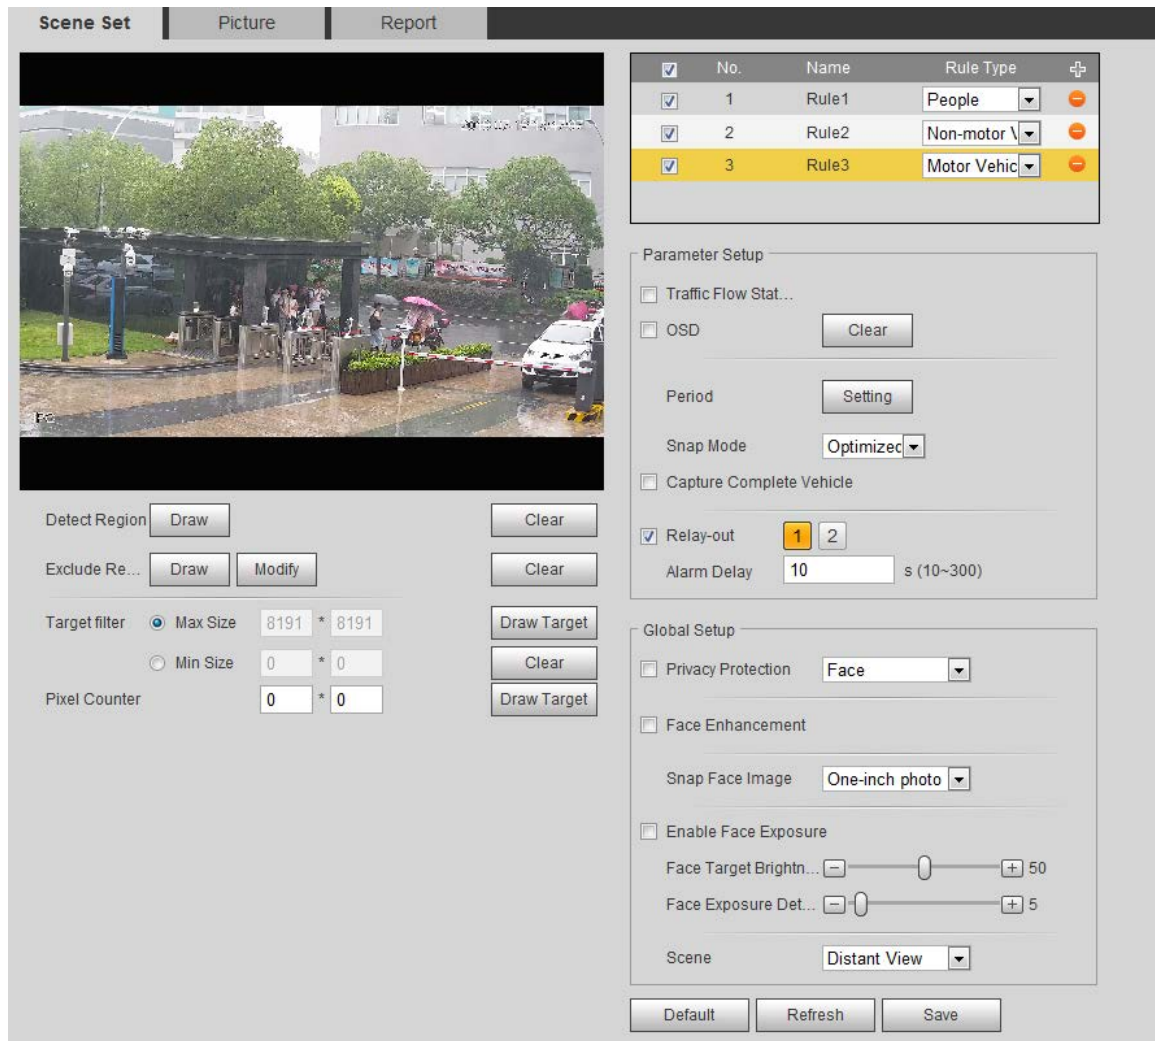 Scene Set Picture Report
No. Name Rule Type
1 Rule1 People
2 Rule2 Non-motor V
3 Rule3 Motor Vehic
Parameter Setup
Traffic Flow Stat...
OSD Clear
Period Setting
Snap Mode Optimized
Capture Complete Vehicle
Relay-out 1 2
Alarm Delay 10 s (10~300)
IPC
Detect Region Draw Clear
Exclude Re... Draw Modify Clear
Target filter Max Size 8191 * 8191 Draw Target
Min Size 0 * 0 Clear
Pixel Counter 0 * 0 Draw Target
Global Setup
Privacy Protection Face
Face Enhancement
Snap Face Image One-inch photo
Enable Face Exposure
Face Target Brightn... 50
Face Exposure Det... 5
Scene Distant View
Default Refresh Save